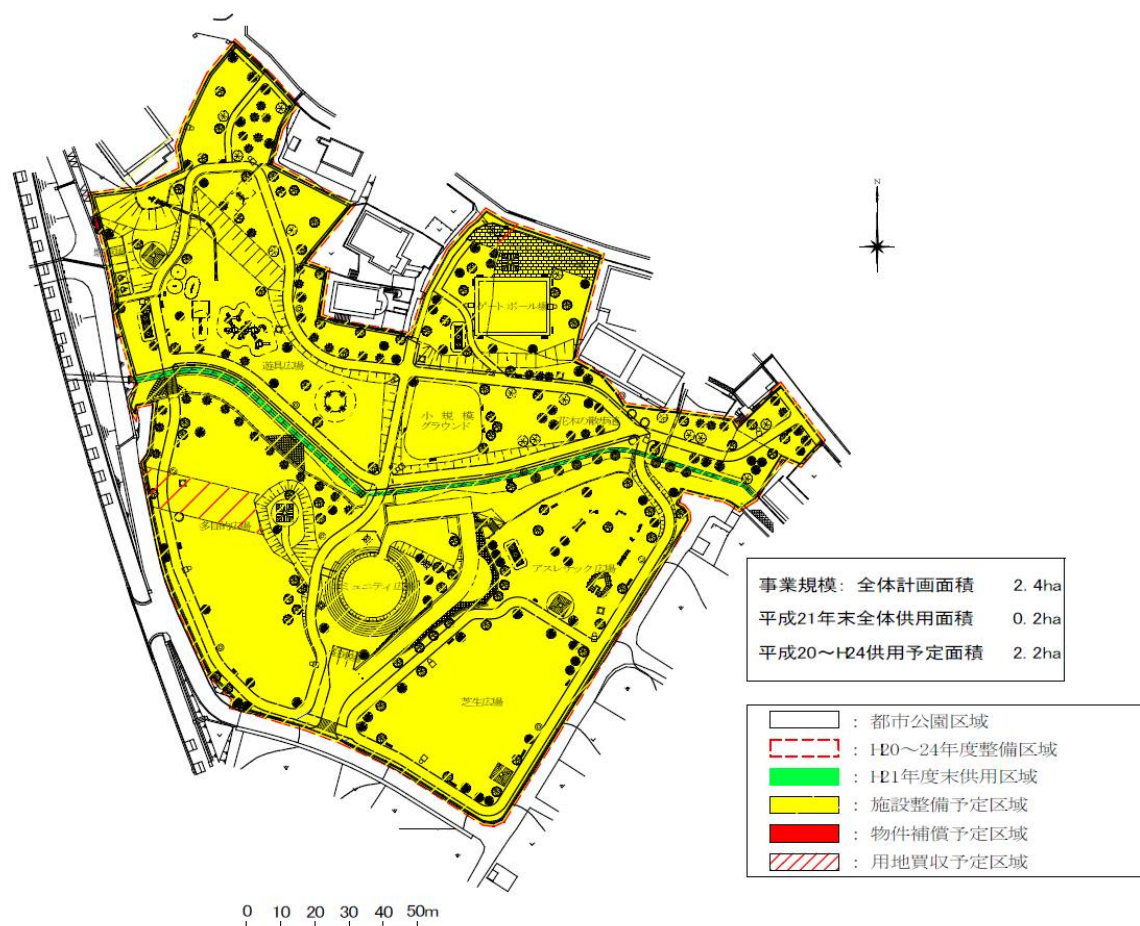 Z
ゲートボール場
遊具広場
小規模
グラウンド
花木の散歩道
多目的広場
コミュニティ広場
アスレチック広場
芝生広場
事業規模: 全体計画面積 2.4ha
平成21年末全体供用面積 0.2ha
平成20～H24供用予定面積 2.2ha
: 都市公園区域
: H20～24年度整備区域
: H21年度末供用区域
: 施設整備予定区域
: 物件補償予定区域
: 用地買収予定区域
0 10 20 30 40 50m